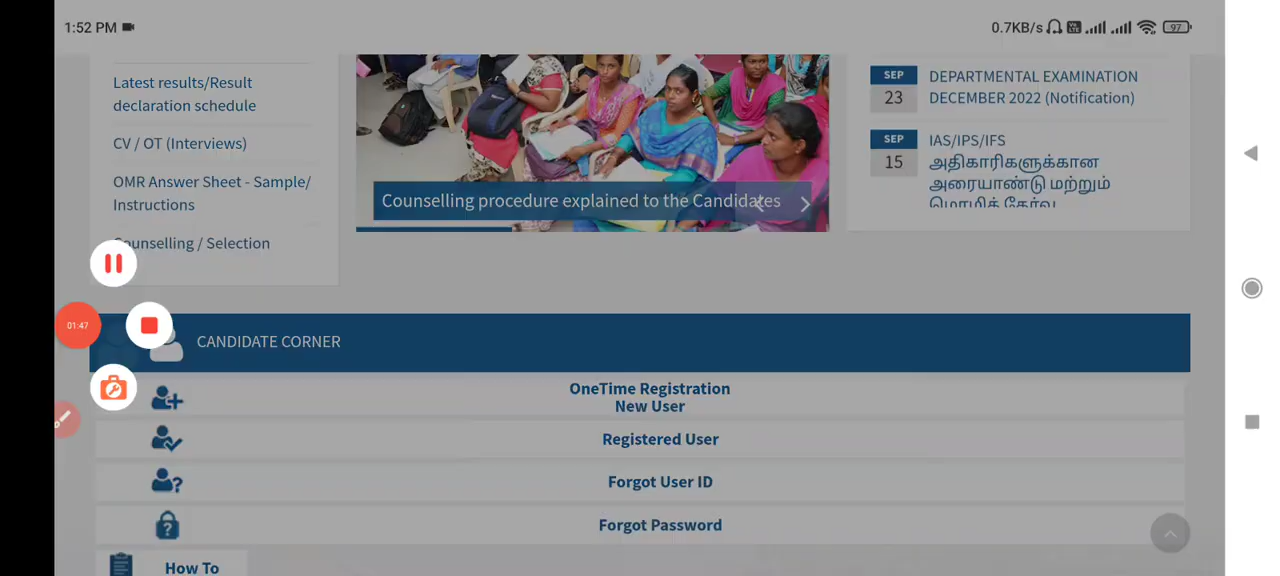 1:52 PM
0.7KB/s
97
Latest results/Result
declaration schedule
CV / OT (Interviews)
OMR Answer Sheet - Sample/
Instructions
Counselling / Selection
Counselling procedure explained to the Candidates
SEP
23
DEPARTMENTAL EXAMINATION
DECEMBER 2022 (Notification)
SEP
15
IAS/IPS/IFS
அதிகாரிகளுக்கான
அரையாண்டு மற்றும்
மொழித் தேர்வு
01:47
CANDIDATE CORNER
OneTime Registration
New User
Registered User
Forgot User ID
Forgot Password
How To